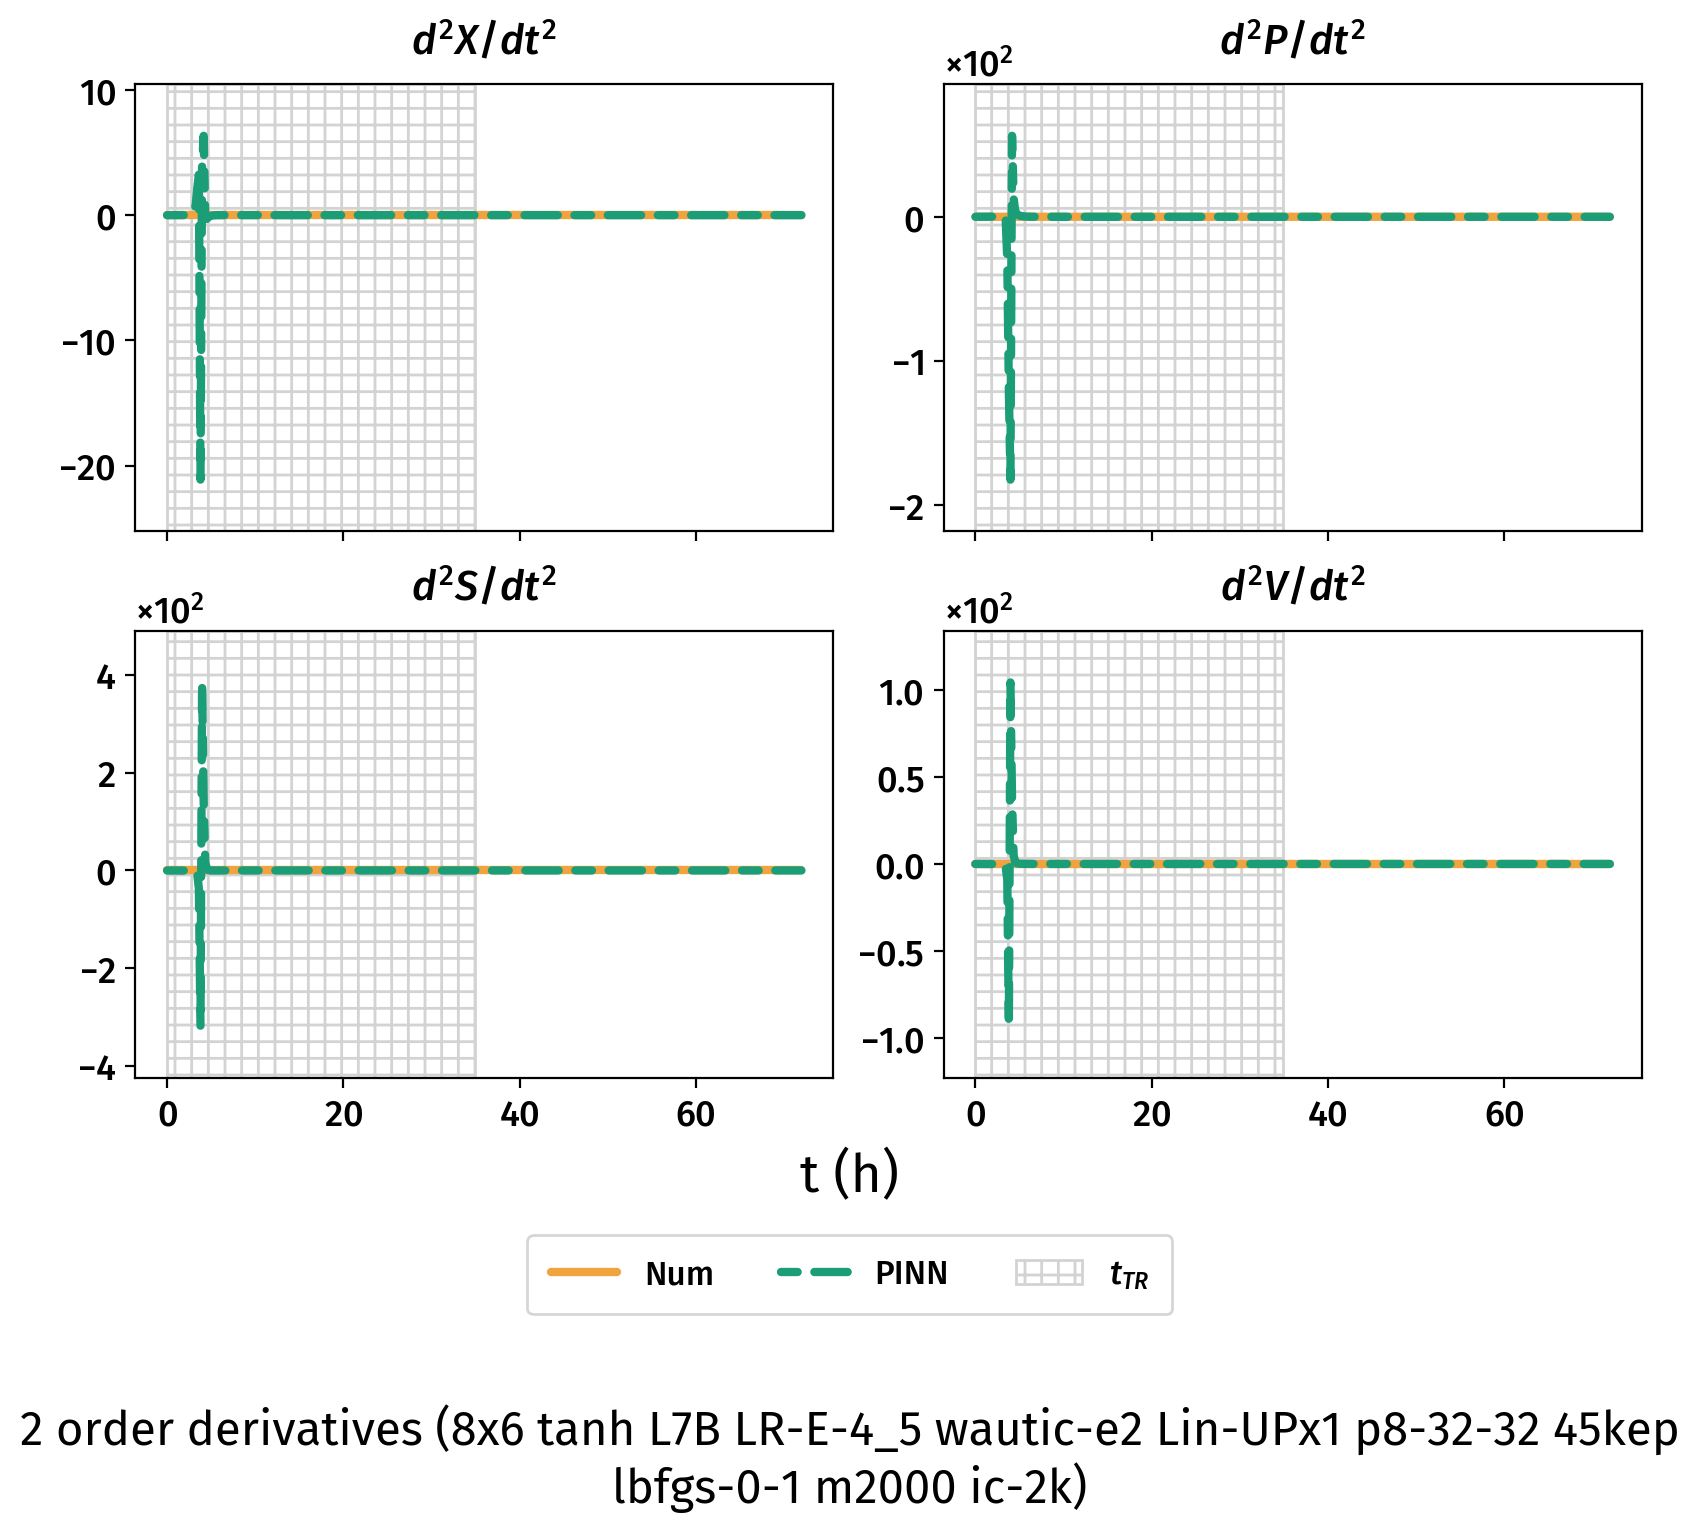 d²X/dt²
10
0
−10
−20
d²P/dt²
×10²
0
−1
−2
d²S/dt²
×10²
4
2
0
−2
−4
0 20 40 60
d²V/dt²
×10²
1.0
0.5
0.0
−0.5
−1.0
0 20 40 60
t (h)
Num PINN t_TR
2 order derivatives (8x6 tanh L7B LR-E-4_5 wautic-e2 Lin-UPx1 p8-32-32 45kep
lbfgs-0-1 m2000 ic-2k)